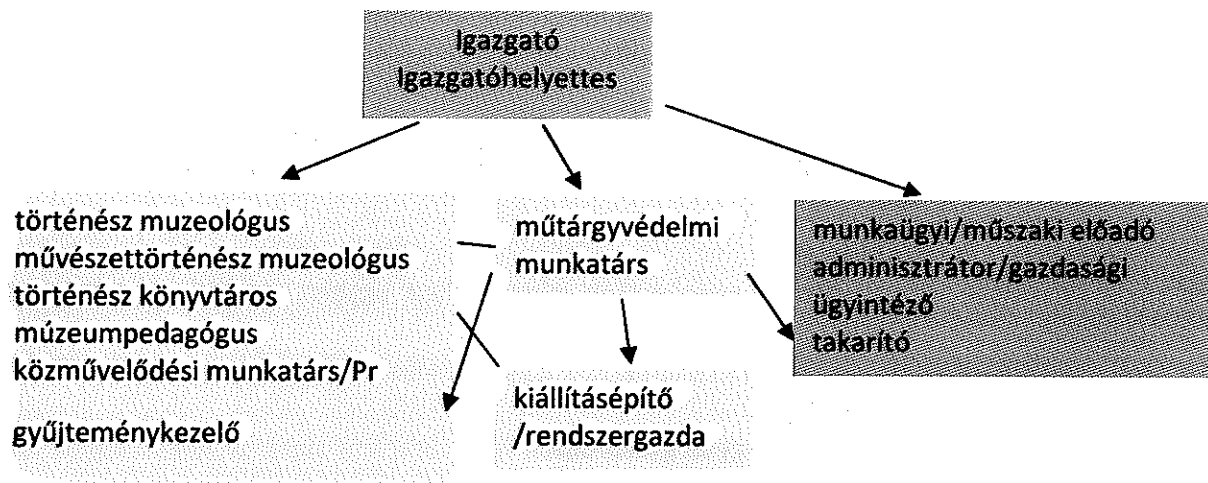 Igazgató
Igazgatóhelyettes
történész muzeológus
művészettörténész muzeológus
történész könyvtáros
múzeumpedagógus
közművelődési munkatárs/Pr
gyűjteménykezelő
műtárgyvédelmi
munkatárs
kiállításépítő
/rendszergazda
munkaügyi/műszaki előadó
adminisztrátor/gazdasági
ügyintéző
takarító